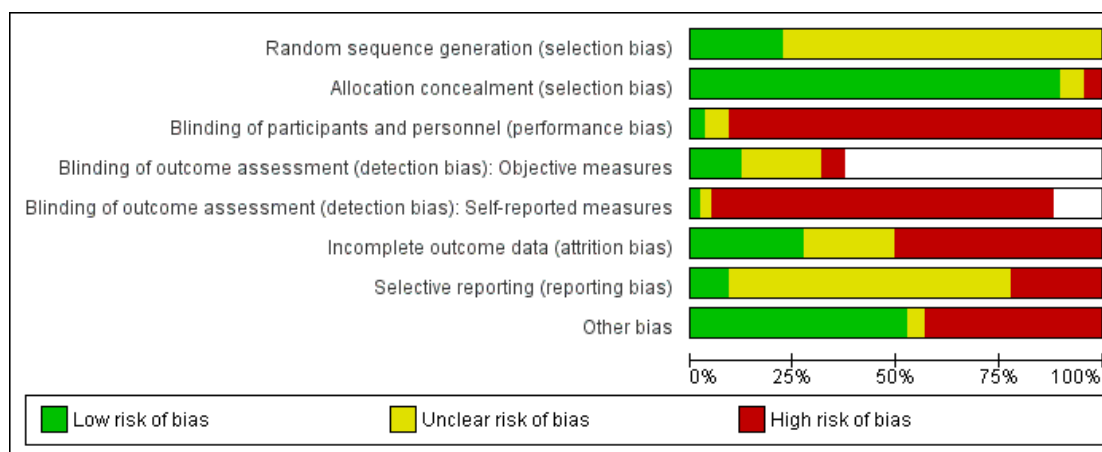 Random sequence generation (selection bias)
Allocation concealment (selection bias)
Blinding of participants and personnel (performance bias)
Blinding of outcome assessment (detection bias): Objective measures
Blinding of outcome assessment (detection bias): Self-reported measures
Incomplete outcome data (attrition bias)
Selective reporting (reporting bias)
Other bias
0% 25% 50% 75% 100%
Low risk of bias Unclear risk of bias High risk of bias